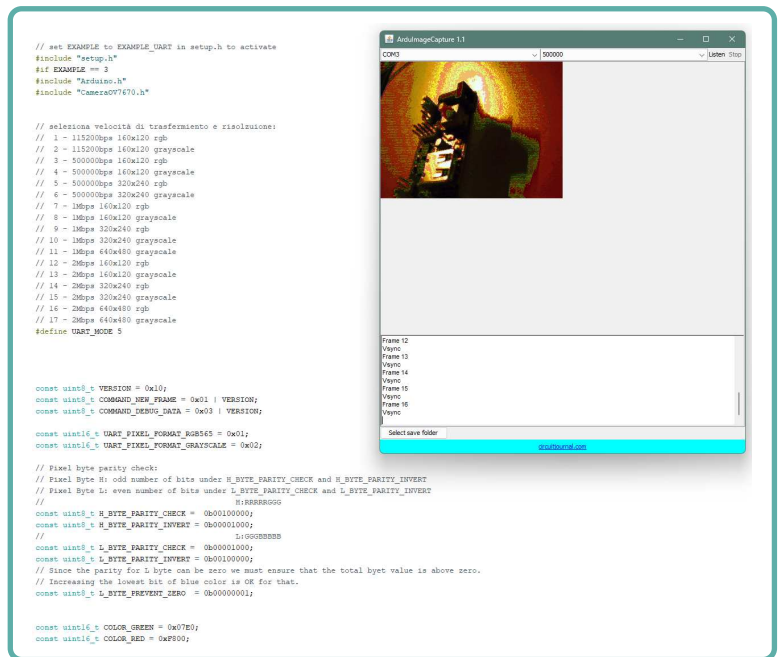 // set EXAMPLE to EXAMPLE_UART in setup.h to activate
#include "setup.h"
#if EXAMPLE == 3
#include "Arduino.h"
#include "CameraOV7670.h"
// seleziona velocità di trasfermiento e risolzuione:
// 1 - 115200bps 160x120 rgb
// 2 - 115200bps 160x120 grayscale
// 3 - 500000bps 160x120 rgb
// 4 - 500000bps 160x120 grayscale
// 5 - 500000bps 320x240 rgb
// 6 - 500000bps 320x240 grayscale
// 7 - 1Mbps 160x120 rgb
// 8 - 1Mbps 160x120 grayscale
// 9 - 1Mbps 320x240 rgb
// 10 - 1Mbps 320x240 grayscale
// 11 - 1Mbps 640x480 grayscale
// 12 - 2Mbps 160x120 rgb
// 13 - 2Mbps 160x120 grayscale
// 14 - 2Mbps 320x240 rgb
// 15 - 2Mbps 320x240 grayscale
// 16 - 2Mbps 640x480 rgb
// 17 - 2Mbps 640x480 grayscale
#define UART_MODE 5
const uint8_t VERSION = 0x10;
const uint8_t COMMAND_NEW_FRAME = 0x01 | VERSION;
const uint8_t COMMAND_DEBUG_DATA = 0x03 | VERSION;
const uint16_t UART_PIXEL_FORMAT_RGB565 = 0x01;
const uint16_t UART_PIXEL_FORMAT_GRAYSCALE = 0x02;
// Pixel byte parity check:
// Pixel Byte H: odd number of bits under H_BYTE_PARITY_CHECK and H_BYTE_PARITY_INVERT
// Pixel Byte L: even number of bits under L_BYTE_PARITY_CHECK and L_BYTE_PARITY_INVERT
// H:RRRRRGGG
const uint8_t H_BYTE_PARITY_CHECK = 0b00100000;
const uint8_t H_BYTE_PARITY_INVERT = 0b00001000;
// L:GGGBBBBB
const uint8_t L_BYTE_PARITY_CHECK = 0b00001000;
const uint8_t L_BYTE_PARITY_INVERT = 0b00100000;
// Since the parity for L byte can be zero we must ensure that the total byet value is above zero.
// Increasing the lowest bit of blue color is OK for that.
const uint8_t L_BYTE_PREVENT_ZERO = 0b00000001;
const uint16_t COLOR_GREEN = 0x07E0;
const uint16_t COLOR_RED = 0xF800;
ArduImageCapture 1.1
COM3 500000 Listen Stop
Frame 12
Vsync
Frame 13
Vsync
Frame 14
Vsync
Frame 15
Vsync
Frame 16
Vsync
Select save folder
circuitjournal.com